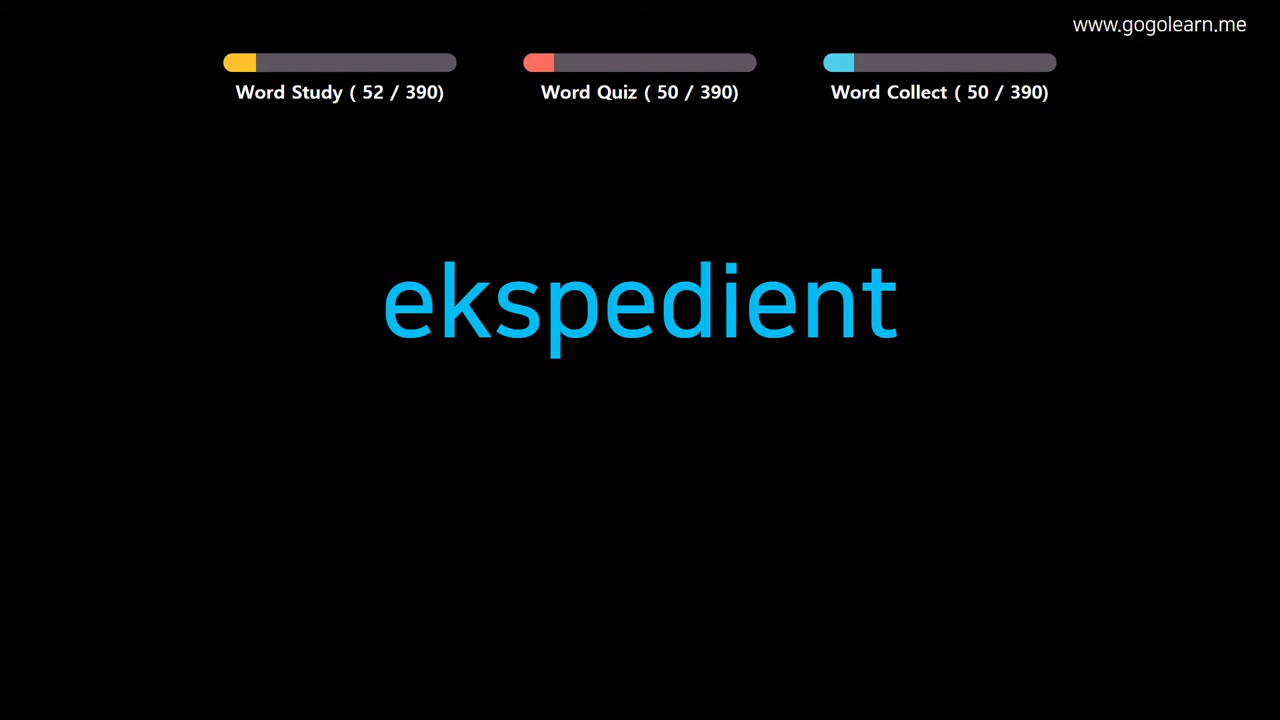 www.gogolearn.me
Word Study ( 52 / 390)
Word Quiz ( 50 / 390)
Word Collect ( 50 / 390)
ekspedient